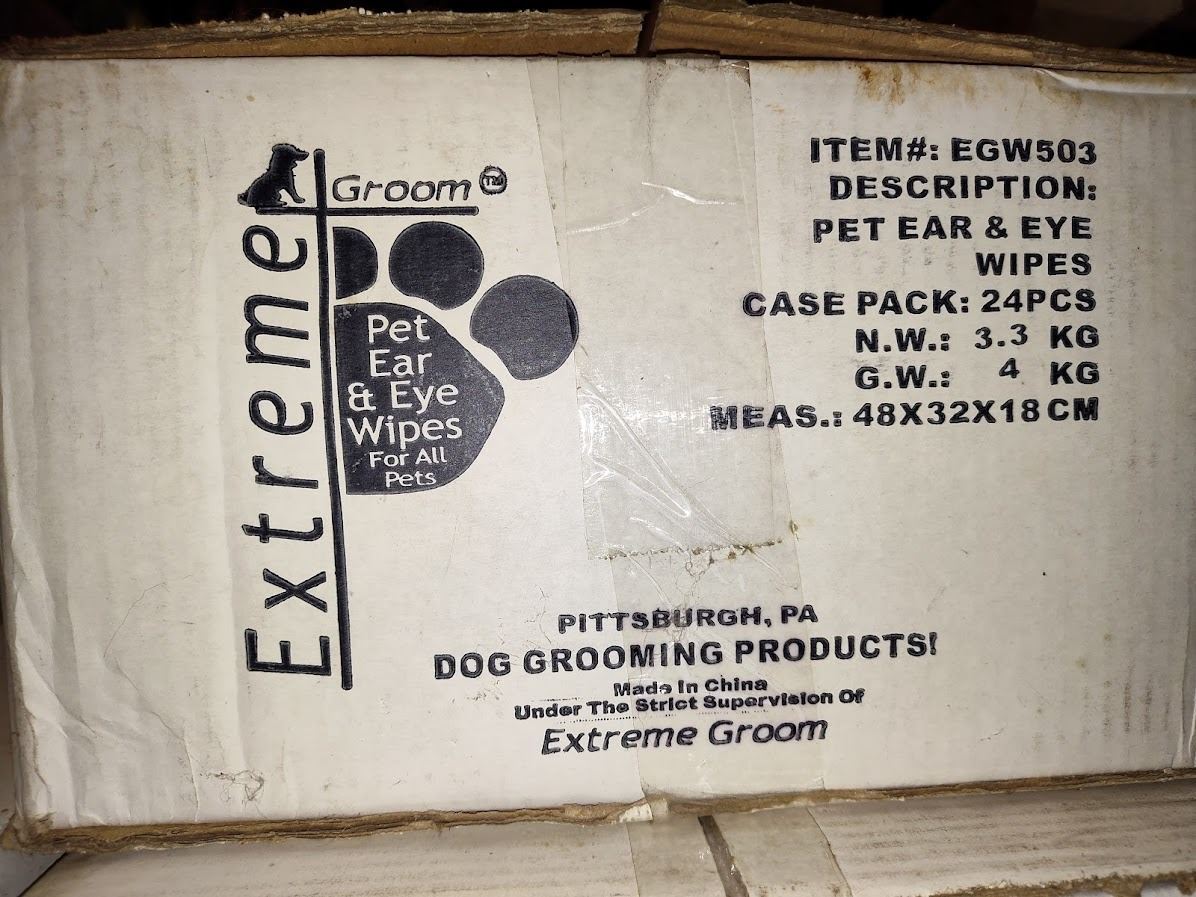 Extreme
Groom TM
Pet
Ear
& Eye
Wipes
For All
Pets
ITEM#: EGW503
DESCRIPTION:
PET EAR & EYE
WIPES
CASE PACK: 24PCS
N.W.: 3.3 KG
G.W.: 4 KG
MEAS.: 48X32X18CM
PITTSBURGH, PA
DOG GROOMING PRODUCTS!
Made In China
Under The Strict Supervision Of
Extreme Groom